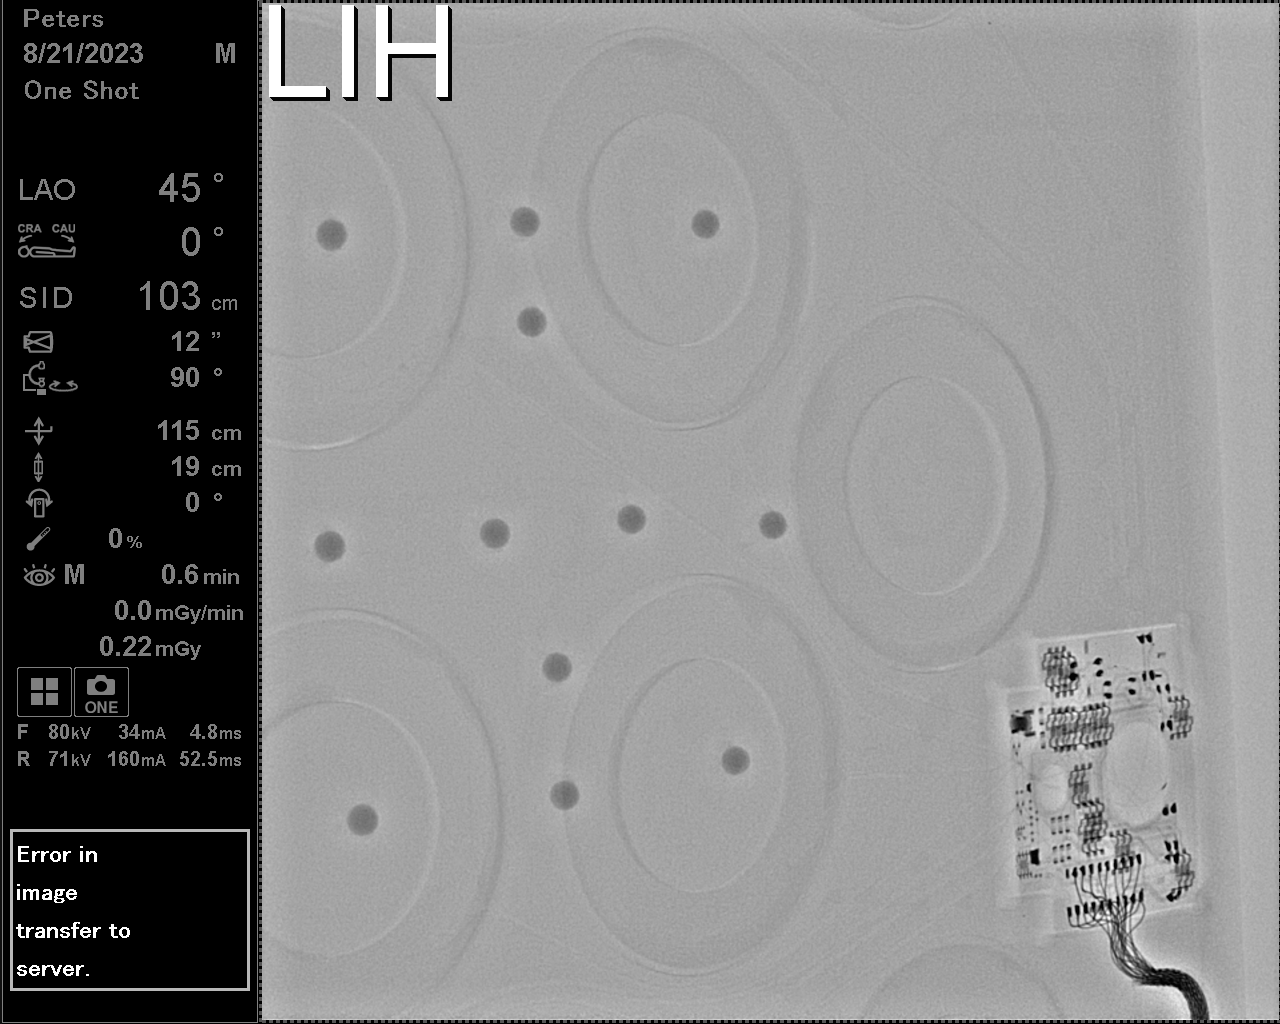 Peters
8/21/2023 M
One Shot
LAO 45 °
CRA CAU 0 °
SID 103 cm
12 ”
90 °
115 cm
19 cm
0 °
0 %
M 0.6 min
0.0 mGy/min
0.22 mGy
ONE
F 80kV 34mA 4.8ms
R 71kV 160mA 52.5ms
Error in
image
transfer to
server.
LIH